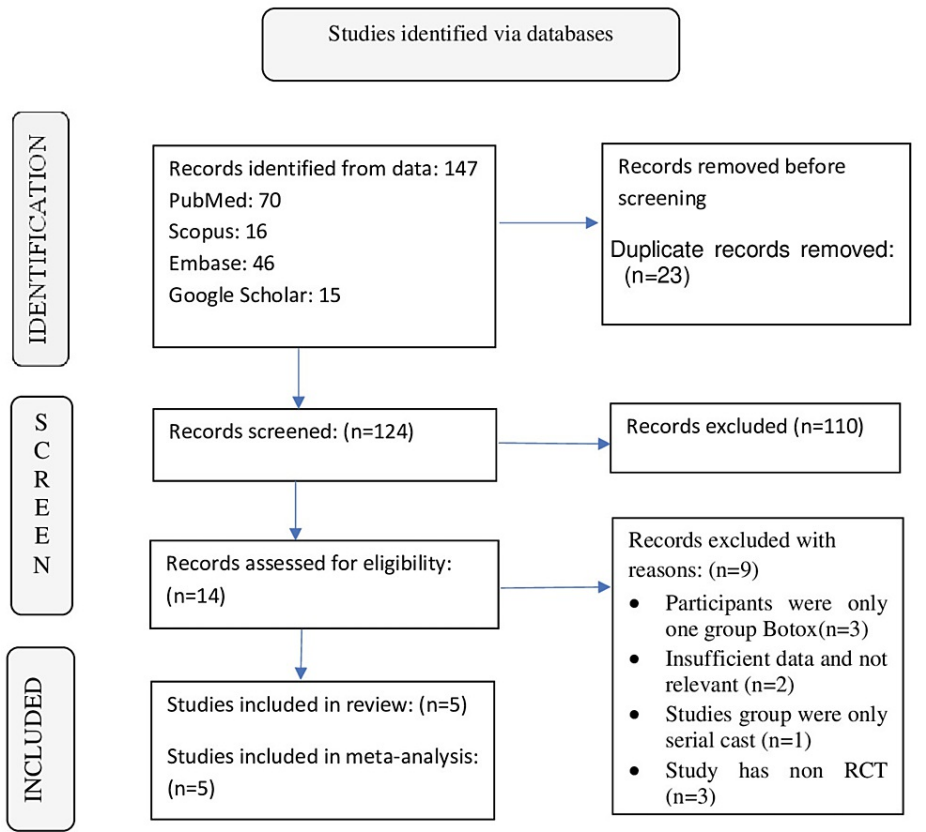 Studies identified via databases
IDENTIFICATION
Records identified from data: 147
PubMed: 70
Scopus: 16
Embase: 46
Google Scholar: 15
Records removed before
screening
Duplicate records removed:
(n=23)
SCREEN
Records screened: (n=124)
Records excluded (n=110)
Records assessed for eligibility:
(n=14)
Records excluded with
reasons: (n=9)
• Participants were only
one group Botox(n=3)
• Insufficient data and not
relevant (n=2)
• Studies group were only
serial cast (n=1)
• Study has non RCT
(n=3)
INCLUDED
Studies included in review: (n=5)
Studies included in meta-analysis:
(n=5)